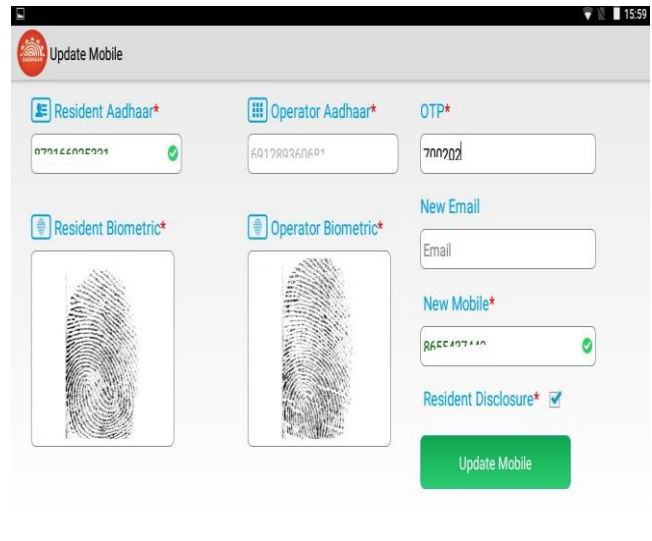 15:59
AADHAAR
Update Mobile
Resident Aadhaar*
Operator Aadhaar*
OTP*
New Email
Resident Biometric*
Operator Biometric*
Email
New Mobile*
Resident Disclosure*
Update Mobile